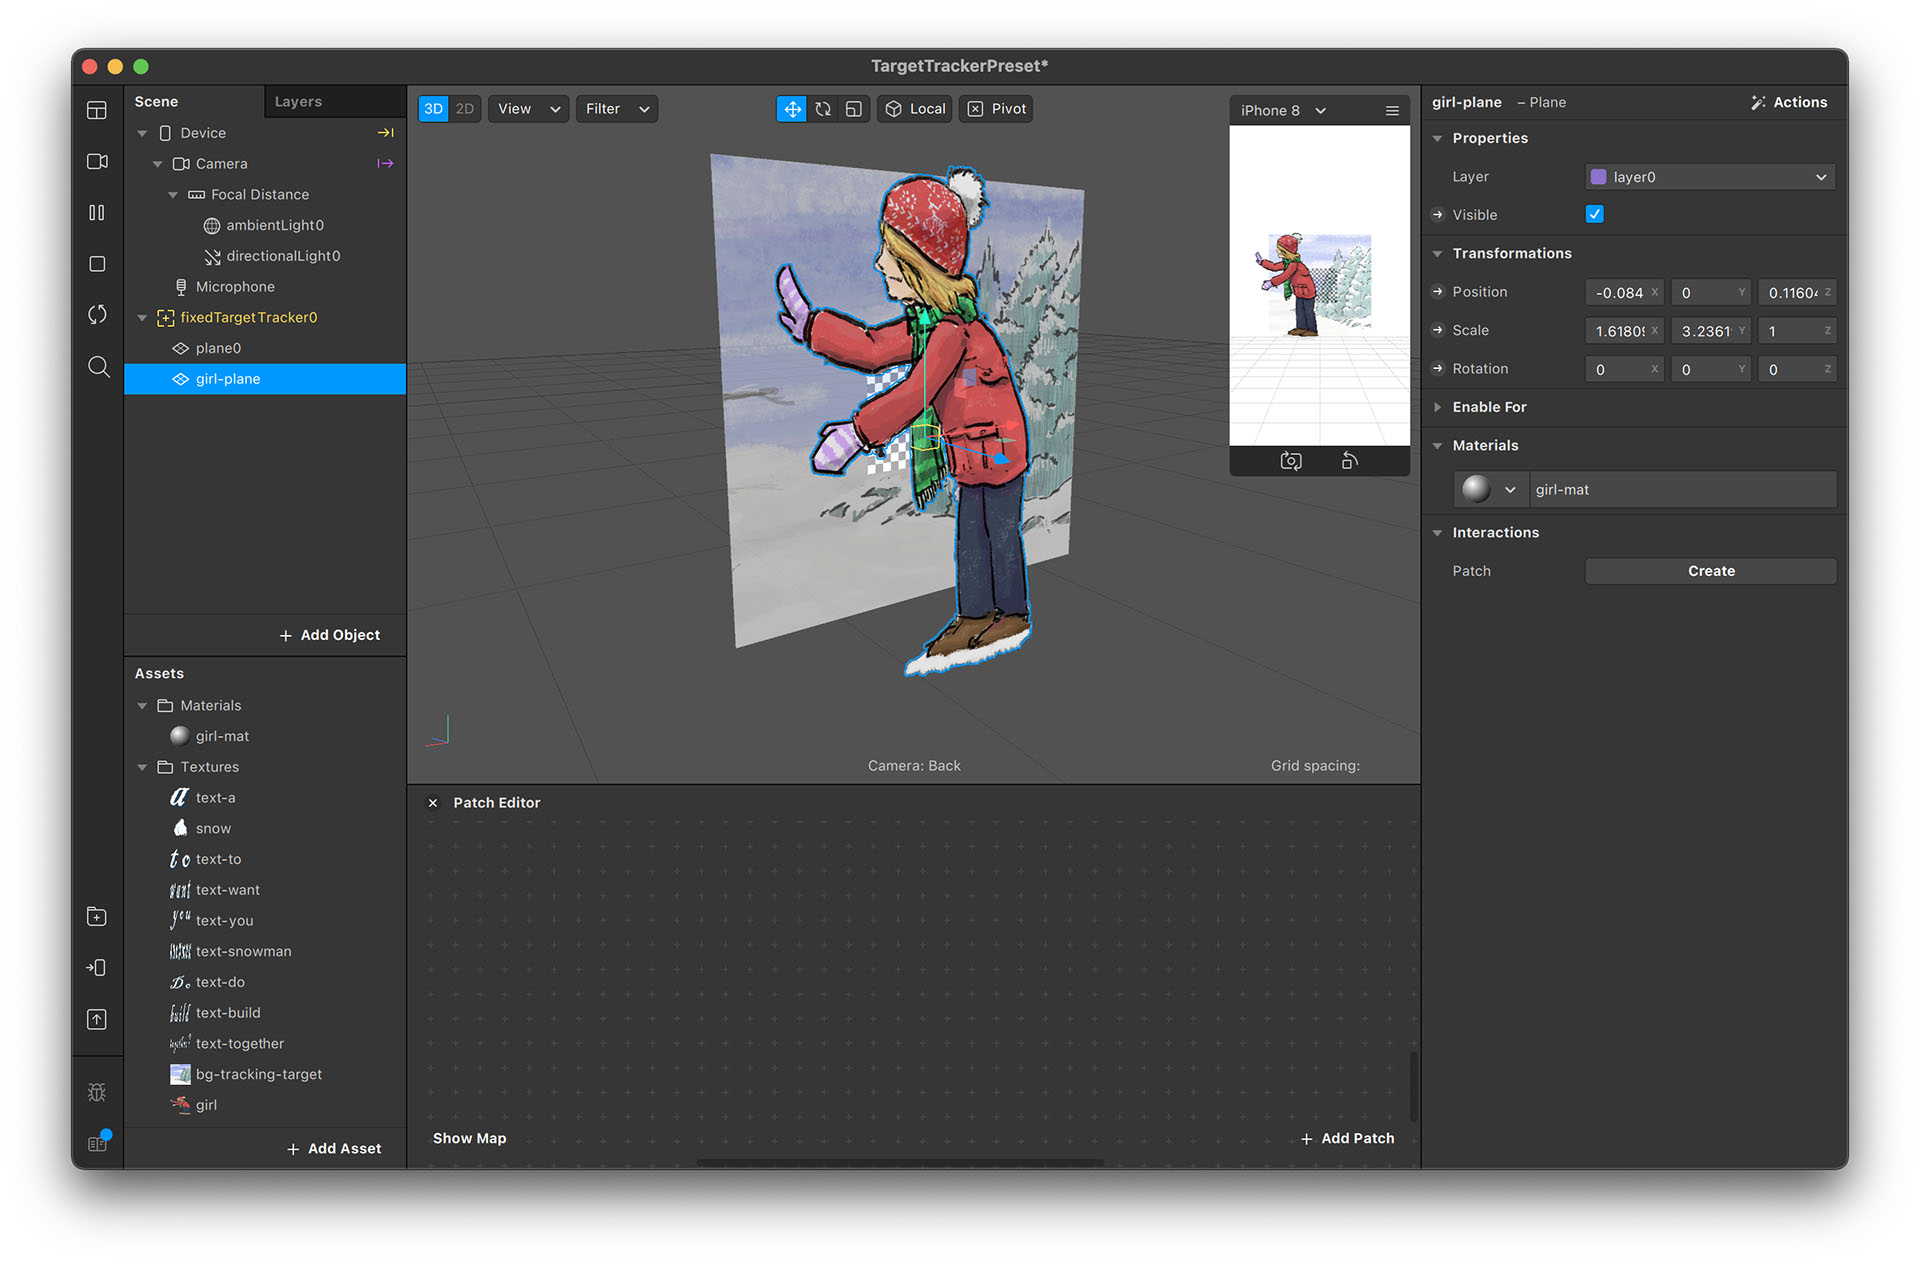 TargetTrackerPreset*
Scene
Layers
Device
Camera
Focal Distance
ambientLight0
directionalLight0
Microphone
fixedTargetTracker0
plane0
girl-plane
+ Add Object
Assets
Materials
girl-mat
Textures
text-a
snow
text-to
text-want
text-you
text-snowman
text-do
text-build
text-together
bg-tracking-target
girl
+ Add Asset
3D 2D View Filter Local Pivot
iPhone 8
Camera: Back
Grid spacing:
Patch Editor
Show Map
+ Add Patch
girl-plane – Plane Actions
Properties
Layer layer0
Visible
Transformations
Position -0.084 X 0 Y 0.1160 Z
Scale 1.6180 X 3.2361 Y 1 Z
Rotation 0 X 0 Y 0 Z
Enable For
Materials
girl-mat
Interactions
Patch Create